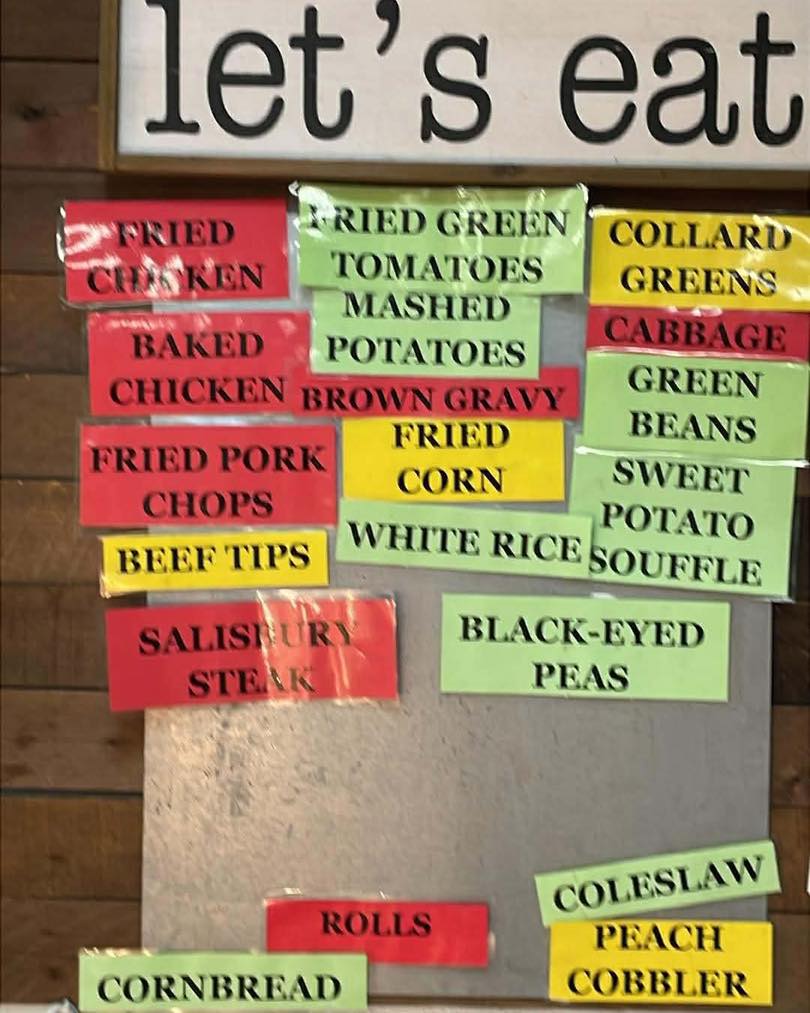 let's eat
FRIED
CHICKEN
BAKED
CHICKEN
FRIED PORK
CHOPS
BEEF TIPS
SALISBURY
STEAK
FRIED GREEN
TOMATOES
MASHED
POTATOES
BROWN GRAVY
FRIED
CORN
WHITE RICE
COLLARD
GREENS
CABBAGE
GREEN
BEANS
SWEET
POTATO
SOUFFLE
BLACK-EYED
PEAS
ROLLS
CORNBREAD
COLESLAW
PEACH
COBBLER